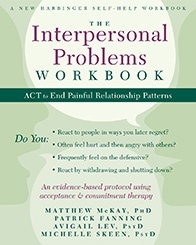 A NEW HARBINGER SELF-HELP WORKBOOK
THE
Interpersonal
Problems
WORKBOOK
ACT to End Painful Relationship Patterns
Do You:
• React to people in ways you later regret?
• Often feel hurt and then angry with others?
• Frequently feel on the defensive?
• React by withdrawing and shutting down?
An evidence-based protocol using
acceptance & commitment therapy
MATTHEW MCKAY, PHD
PATRICK FANNING
AVIGAIL LEV, PSYD
MICHELLE SKEEN, PSYD